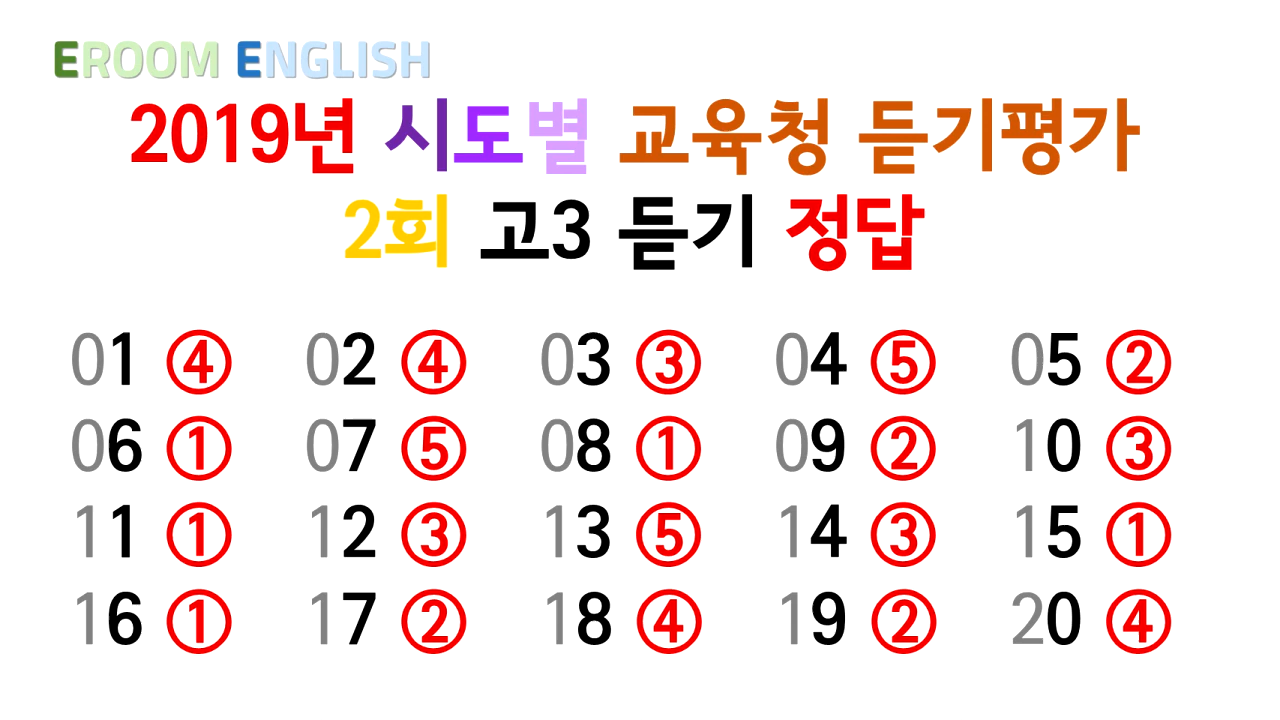 EROOM ENGLISH
2019년 시도별 교육청 듣기평가
2회 고3 듣기 정답
01 ④ 02 ④ 03 ③ 04 ⑤ 05 ②
06 ① 07 ⑤ 08 ① 09 ② 10 ③
11 ① 12 ③ 13 ⑤ 14 ③ 15 ①
16 ① 17 ② 18 ④ 19 ② 20 ④